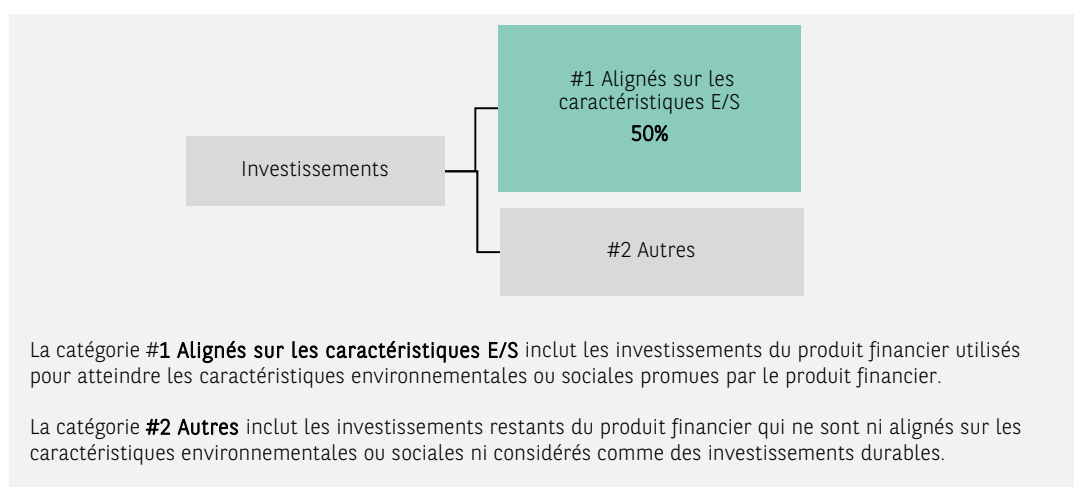 #1 Alignés sur les
caractéristiques E/S
50%
Investissements
#2 Autres
La catégorie #1 Alignés sur les caractéristiques E/S inclut les investissements du produit financier utilisés
pour atteindre les caractéristiques environnementales ou sociales promues par le produit financier.
La catégorie #2 Autres inclut les investissements restants du produit financier qui ne sont ni alignés sur les
caractéristiques environnementales ou sociales ni considérés comme des investissements durables.